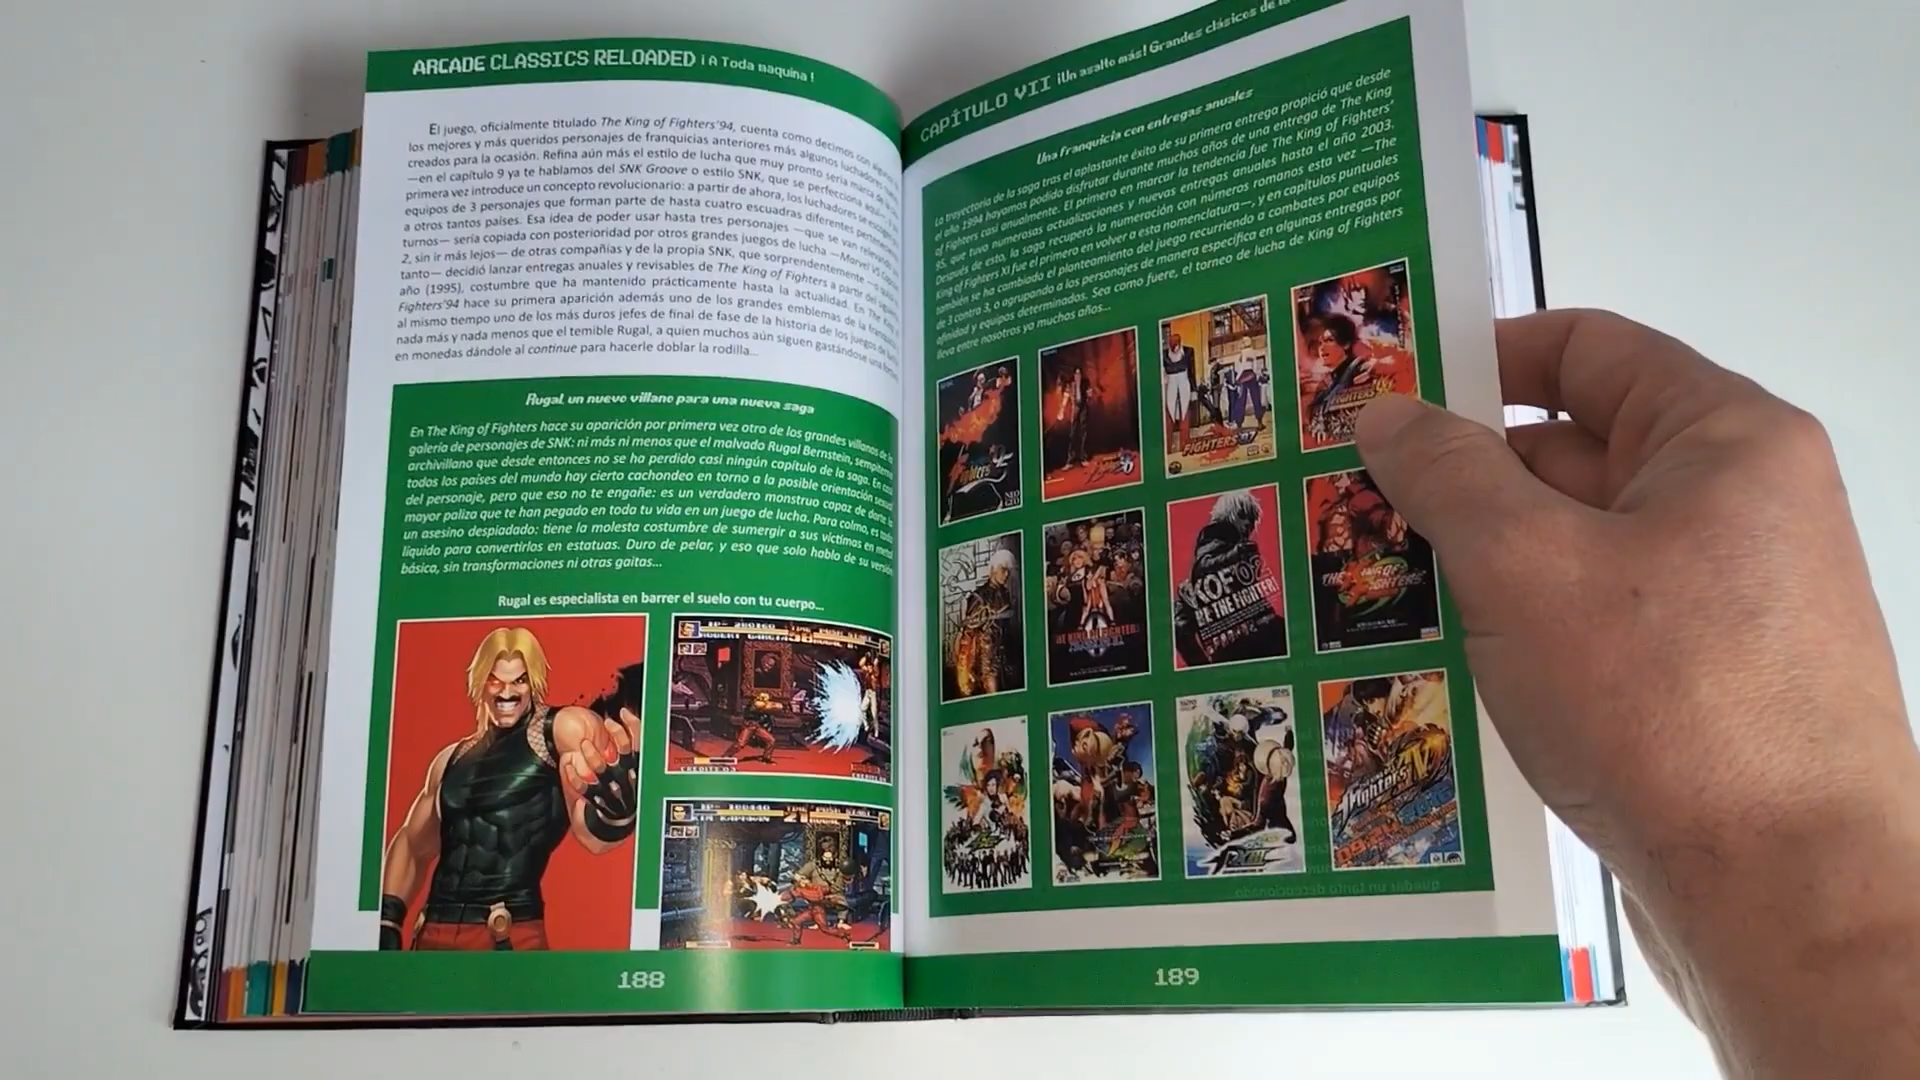 ARCADE CLASSICS RELOADED ¡A Toda maquina!
El juego, oficialmente titulado The King of Fighters'94, cuenta como decimos con
los mejores y más queridos personajes de franquicias anteriores más algunos luchadores
creados para la ocasión. Refina aún más el estilo de lucha que muy pronto sería marca de la
—en el capítulo 9 ya te hablamos del SNK Groove o estilo SNK, que se perfecciona aquí—
primera vez introduce un concepto revolucionario: a partir de ahora, los luchadores se escogen
equipos de 3 personajes que forman parte de hasta cuatro escuadras diferentes
a otros tantos países. Esa idea de poder usar hasta tres personajes —que se van relevando
turnos— sería copiada con posterioridad por otros grandes juegos de lucha —Marvel VS
2, sin ir más lejos— de otras compañías y de la propia SNK, que sorprendentemente
tanto— decidió lanzar entregas anuales y revisables de The King of Fighters a partir del
año (1995), costumbre que ha mantenido prácticamente hasta la actualidad. En The
Fighters'94 hace su primera aparición además uno de los grandes emblemas de la
al mismo tiempo uno de los más duros jefes de final de fase de la historia de los juegos de
nada más y nada menos que el temible Rugal, a quien muchos aún siguen gastándose una
en monedas dándole al continue para hacerle doblar la rodilla...
Rugal, un nuevo villano para una nueva saga
En The King of Fighters hace su aparición por primera vez otro de los grandes villanos de la
galería de personajes de SNK: ni más ni menos que el malvado Rugal Bernstein,
archivillano que desde entonces no se ha perdido casi ningún capítulo de la saga. En
todos los países del mundo hay cierto cachondeo en torno a la posible orientación
del personaje, pero que eso no te engañe: es un verdadero monstruo capaz de darte la
mayor paliza que te han pegado en toda tu vida en un juego de lucha. Para colmo, es
un asesino despiadado: tiene la molesta costumbre de sumergir a sus víctimas en metal
líquido para convertirlas en estatuas. Duro de pelar, y eso que solo hablo de su versión
básica, sin transformaciones ni otras gaitas...
Rugal es especialista en barrer el suelo con tu cuerpo...
188
CAPÍTULO VII ¡Un asalto más! Grandes clásicos de
Una franquicia con entregas anuales
La trayectoria de la saga tras el aplastante éxito de su primera entrega propició que desde
el año 1994 hayamos podido disfrutar durante muchos años de una entrega de The King
of Fighters casi anualmente. El primero en marcar la tendencia fue The King of Fighters'
95, que tuvo numerosas actualizaciones y nuevas entregas anuales hasta el año 2003.
Después de esto, la saga recuperó la numeración con números romanos esta vez —The
King of Fighters XI fue el primero en volver a esta nomenclatura—, y en capítulos puntuales
también se ha cambiado el planteamiento del juego recurriendo a combates por equipos
de 3 contra 3, o agrupando a los personajes de manera específica en algunas entregas por
afinidad y equipos determinados. Sea como fuere, el torneo de lucha de King of Fighters
lleva entre nosotros ya muchos años...
FIGHTERS '97
KOF'02
BE THE FIGHTER!
189